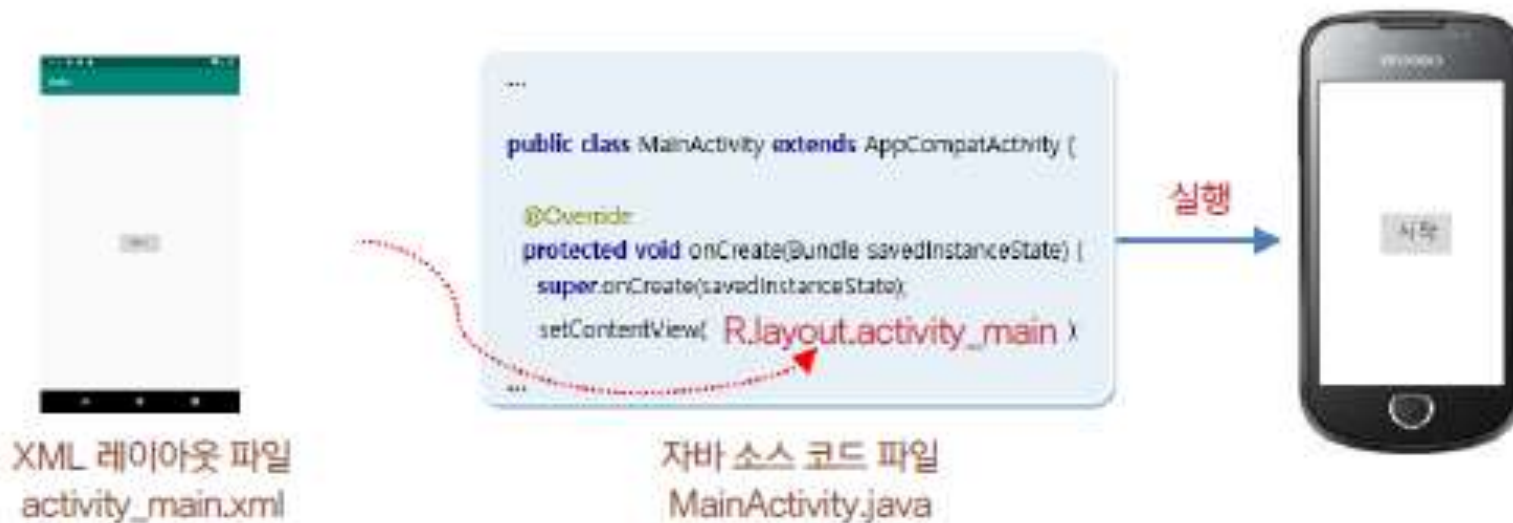 ...
public class MainActivity extends AppCompatActivity {
@Override
protected void onCreate(Bundle savedInstanceState) {
super.onCreate(savedInstanceState);
setContentView( R.layout.activity_main )
...
실행
시작
XML 레이아웃 파일
activity_main.xml
자바 소스 코드 파일
MainActivity.java